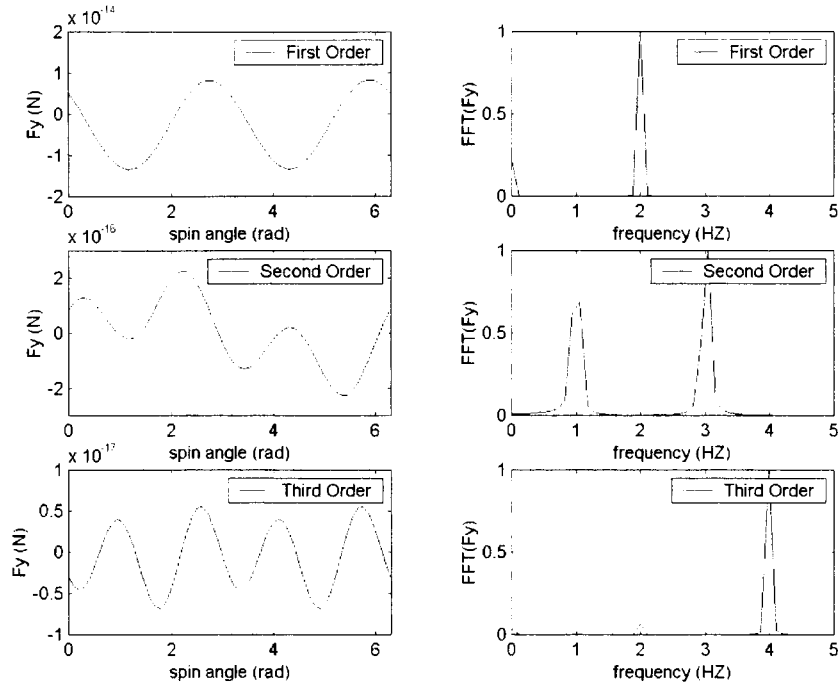 x 10^-14
First Order
Fy (N)
2
1
0
-1
-2
0
2
4
6
spin angle (rad)
First Order
FFT(Fy)
1
0.5
0
0
1
2
3
4
5
frequency (HZ)
x 10^-16
Second Order
Fy (N)
2
0
-2
0
2
4
6
spin angle (rad)
Second Order
FFT(Fy)
1
0.5
0
0
1
2
3
4
5
frequency (HZ)
x 10^-17
Third Order
Fy (N)
1
0.5
0
-0.5
-1
0
2
4
6
spin angle (rad)
Third Order
FFT(Fy)
1
0.5
0
0
1
2
3
4
5
frequency (HZ)